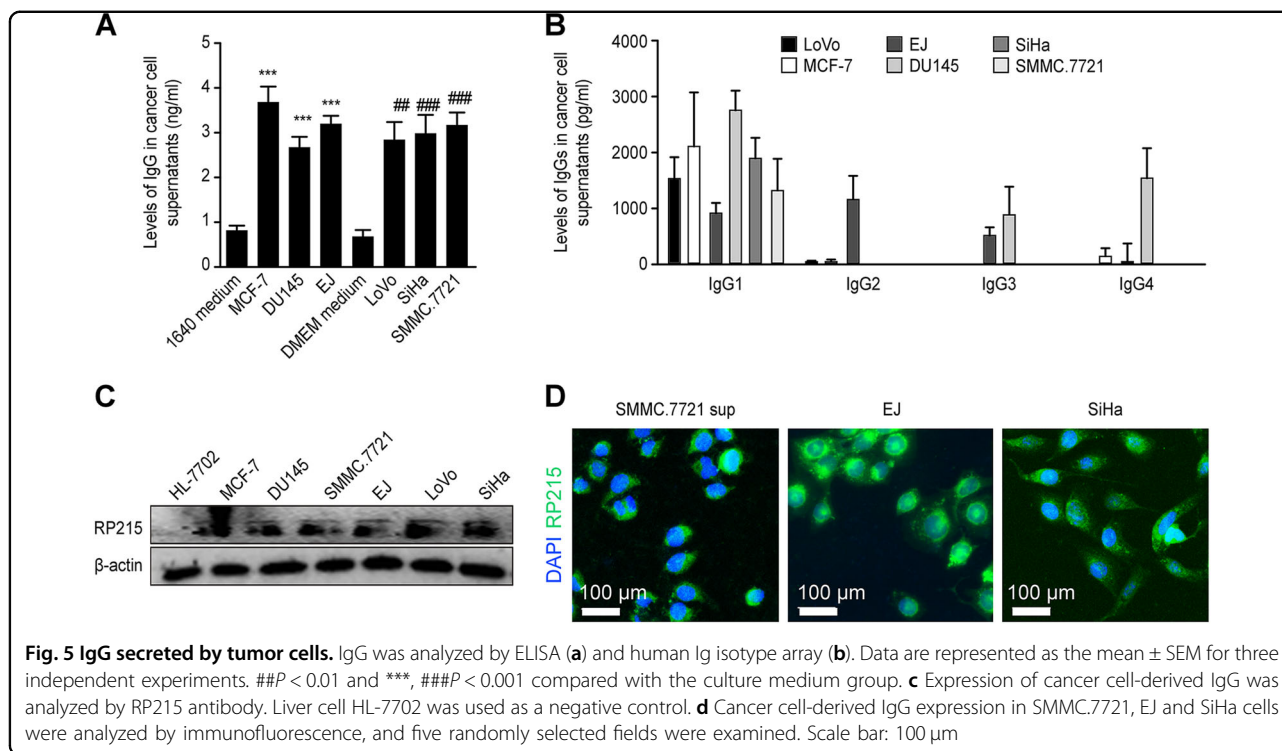 A
Levels of IgG in cancer cell
supernatants (ng/ml)
5
4
3
2
1
0
***
***
***
##
###
###
1640 medium
MCF-7
DU145
EJ
DMEM medium
LoVo
SiHa
SMMC.7721
B
Levels of IgGs in cancer cell
supernatants (pg/ml)
4000
3000
2000
1000
0
LoVo
EJ
SiHa
MCF-7
DU145
SMMC.7721
IgG1
IgG2
IgG3
IgG4
C
HL-7702
MCF-7
DU145
SMMC.7721
EJ
LoVo
SiHa
RP215
β-actin
D
SMMC.7721 sup
EJ
SiHa
DAPI RP215
100 µm
100 µm
100 µm
Fig. 5 IgG secreted by tumor cells. IgG was analyzed by ELISA (a) and human Ig isotype array (b). Data are represented as the mean ± SEM for three
independent experiments. ##P < 0.01 and ***, ###P < 0.001 compared with the culture medium group. c Expression of cancer cell-derived IgG was
analyzed by RP215 antibody. Liver cell HL-7702 was used as a negative control. d Cancer cell-derived IgG expression in SMMC.7721, EJ and SiHa cells
were analyzed by immunofluorescence, and five randomly selected fields were examined. Scale bar: 100 µm